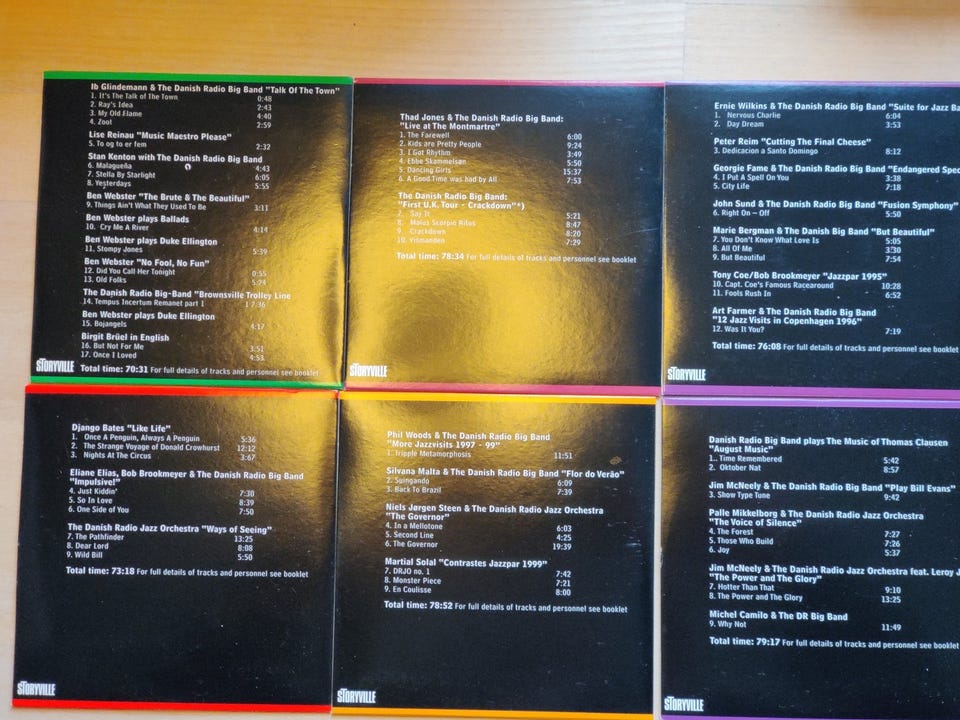 Ib Glindemann & The Danish Radio Big Band "Talk Of The Town"
1. It's The Talk of The Town 0:48
2. Ray's Idea 2:43
3. My Old Flame 4:40
4. Zoot 2:59
Lise Reinau "Music Maestro Please"
5. To og to er fem 2:32
Stan Kenton with The Danish Radio Big Band
6. Malagueña 4:43
7. Stella By Starlight 6:05
8. Yesterdays 5:55
Ben Webster "The Brute & The Beautiful"
9. Things Ain't What They Used To Be 3:11
Ben Webster plays Ballads
10. Cry Me A River 4:14
Ben Webster plays Duke Ellington
11. Stompy Jones 5:39
Ben Webster "No Fool, No Fun"
12. Did You Call Her Tonight 0:55
13. Old Folks 5:24
The Danish Radio Big-Band "Brownsville Trolley Line
14. Tempus Incertum Remanet part 1 17:36
Ben Webster plays Duke Ellington
15. Bojangels 4:17
Birgit Brüel in English
16. But Not For Me 3:51
17. Once I Loved 4:53
Total time: 70:31 For full details of tracks and personnel see booklet
STORYVILLE
Thad Jones & The Danish Radio Big Band:
"Live at The Montmartre"
1. The Farewell 6:00
2. Kids are Pretty People 9:24
3. I Got Rhythm 3:49
4. Ebbe Skammelsøn 5:50
5. Dancing Girls 15:37
6. A Good Time was had by All 7:53
The Danish Radio Big Band:
"First U.K. Tour - Crackdown"*)
7. Say It 5:21
8. Malus Scorpio Ritus 8:47
9. Crackdown 8:20
10. Vismanden 7:29
Total time: 78:34 For full details of tracks and personnel see booklet
STORYVILLE
Ernie Wilkins & The Danish Radio Big Band "Suite for Jazz Ba
1. Nervous Charlie 6:04
2. Day Dream 3:53
Peter Reim "Cutting The Final Cheese"
3. Dedicacion a Santo Domingo 8:12
Georgie Fame & The Danish Radio Big Band "Endangered Spec
4. I Put A Spell On You 3:38
5. City Life 7:18
John Sund & The Danish Radio Big Band "Fusion Symphony"
6. Right On – Off 5:50
Marie Bergman & The Danish Radio Big Band "But Beautiful"
7. You Don't Know What Love Is 5:05
8. All Of Me 3:30
9. But Beautiful 7:54
Tony Coe/Bob Brookmeyer "Jazzpar 1995"
10. Capt. Coe's Famous Racearound 10:28
11. Fools Rush In 6:52
Art Farmer & The Danish Radio Big Band
"12 Jazz Visits in Copenhagen 1996"
12. Was It You? 7:19
Total time: 76:08 For full details of tracks and personnel see booklet
STORYVILLE
Django Bates "Like Life"
1. Once A Penguin, Always A Penguin 5:36
2. The Strange Voyage of Donald Crowhurst 12:12
3. Nights At The Circus 3:67
Eliane Elias, Bob Brookmeyer & The Danish Radio Big Band
"Impulsive!"
4. Just Kiddin' 7:30
5. So In Love 8:39
6. One Side of You 7:50
The Danish Radio Jazz Orchestra "Ways of Seeing"
7. The Pathfinder 13:25
8. Dear Lord 8:08
9. Wild Bill 5:50
Total time: 73:18 For full details of tracks and personnel see booklet
STORYVILLE
Phil Woods & The Danish Radio Big Band
"More Jazzvisits 1997 - 99"
1. Tripple Metamorphosis 11:51
Silvana Malta & The Danish Radio Big Band "Flor do Verão"
2. Suingando 6:09
3. Back To Brazil 7:39
Niels Jørgen Steen & The Danish Radio Jazz Orchestra
"The Governor"
4. In a Mellotone 6:03
5. Second Line 4:25
6. The Governor 19:39
Martial Solal "Contrastes Jazzpar 1999"
7. DRJO no. 1 7:42
8. Monster Piece 7:21
9. En Coulisse 8:00
Total time: 78:52 For full details of tracks and personnel see booklet
STORYVILLE
Danish Radio Big Band plays The Music of Thomas Clausen
"August Music"
1. Time Remembered 5:42
2. Oktober Nat 8:57
Jim McNeely & The Danish Radio Big Band "Play Bill Evans"
3. Show Type Tune 9:42
Palle Mikkelborg & The Danish Radio Jazz Orchestra
"The Voice of Silence"
4. The Forest 7:27
5. Those Who Build 7:26
6. Joy 5:37
Jim McNeely & The Danish Radio Jazz Orchestra feat. Leroy J
"The Power and The Glory"
7. Hotter Than That 9:10
8. The Power and The Glory 13:25
Michel Camilo & The DR Big Band
9. Why Not 11:49
Total time: 79:17 For full details of tracks and personnel see booklet
STORYVILLE